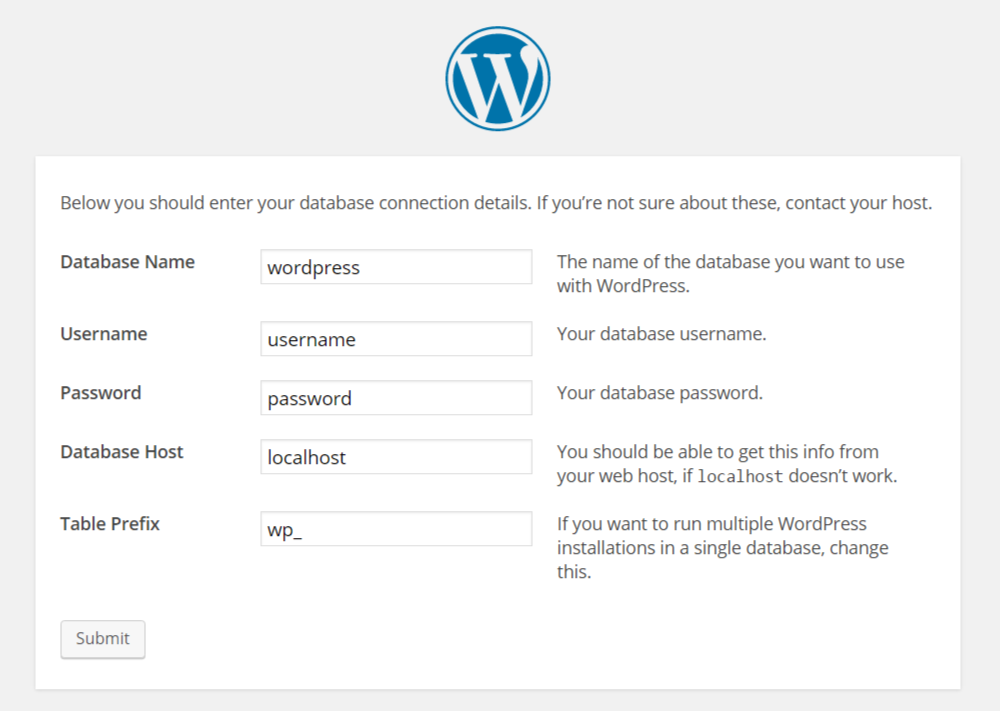 Below you should enter your database connection details. If you’re not sure about these, contact your host.
Database Name
wordpress
The name of the database you want to use
with WordPress.
Username
username
Your database username.
Password
password
Your database password.
Database Host
localhost
You should be able to get this info from
your web host, if localhost doesn’t work.
Table Prefix
wp_
If you want to run multiple WordPress
installations in a single database, change
this.
Submit